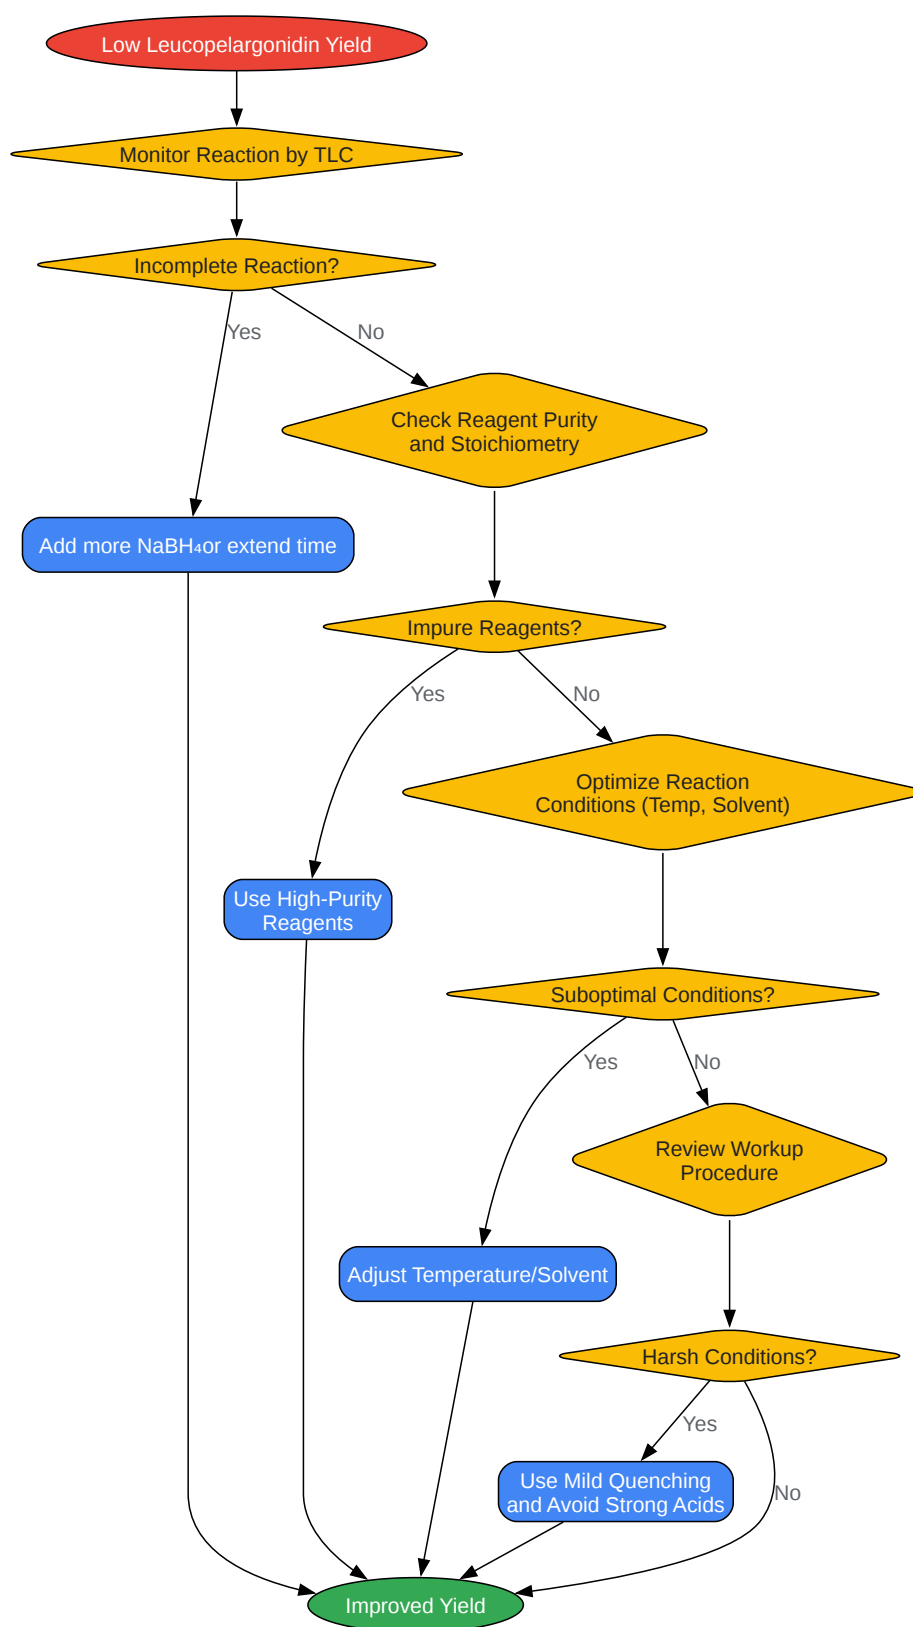 Low Leucopelargonidin Yield
Monitor Reaction by TLC
Incomplete Reaction?
Yes
No
Check Reagent Purity
and Stoichiometry
Add more NaBH₄or extend time
Impure Reagents?
Yes
No
Optimize Reaction
Conditions (Temp, Solvent)
Use High-Purity
Reagents
Suboptimal Conditions?
Yes
No
Review Workup
Procedure
Adjust Temperature/Solvent
Harsh Conditions?
Yes
Use Mild Quenching
and Avoid Strong Acids
No
Improved Yield